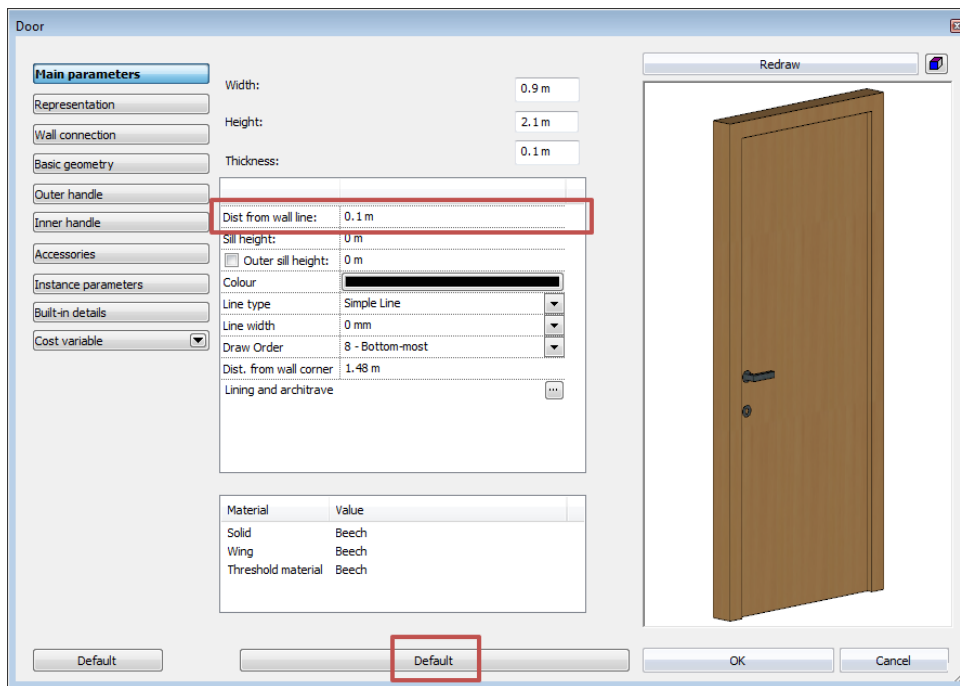 Door
Main parameters
Representation
Wall connection
Basic geometry
Outer handle
Inner handle
Accessories
Instance parameters
Built-in details
Cost variable
Width: 0.9 m
Height: 2.1 m
Thickness: 0.1 m
Dist from wall line: 0.1 m
Sill height: 0 m
Outer sill height: 0 m
Colour
Line type Simple Line
Line width 0 mm
Draw Order 8 - Bottom-most
Dist. from wall corner 1.48 m
Lining and architrave ...
Material Value
Solid Beech
Wing Beech
Threshold material Beech
Redraw
Default
Default
OK
Cancel